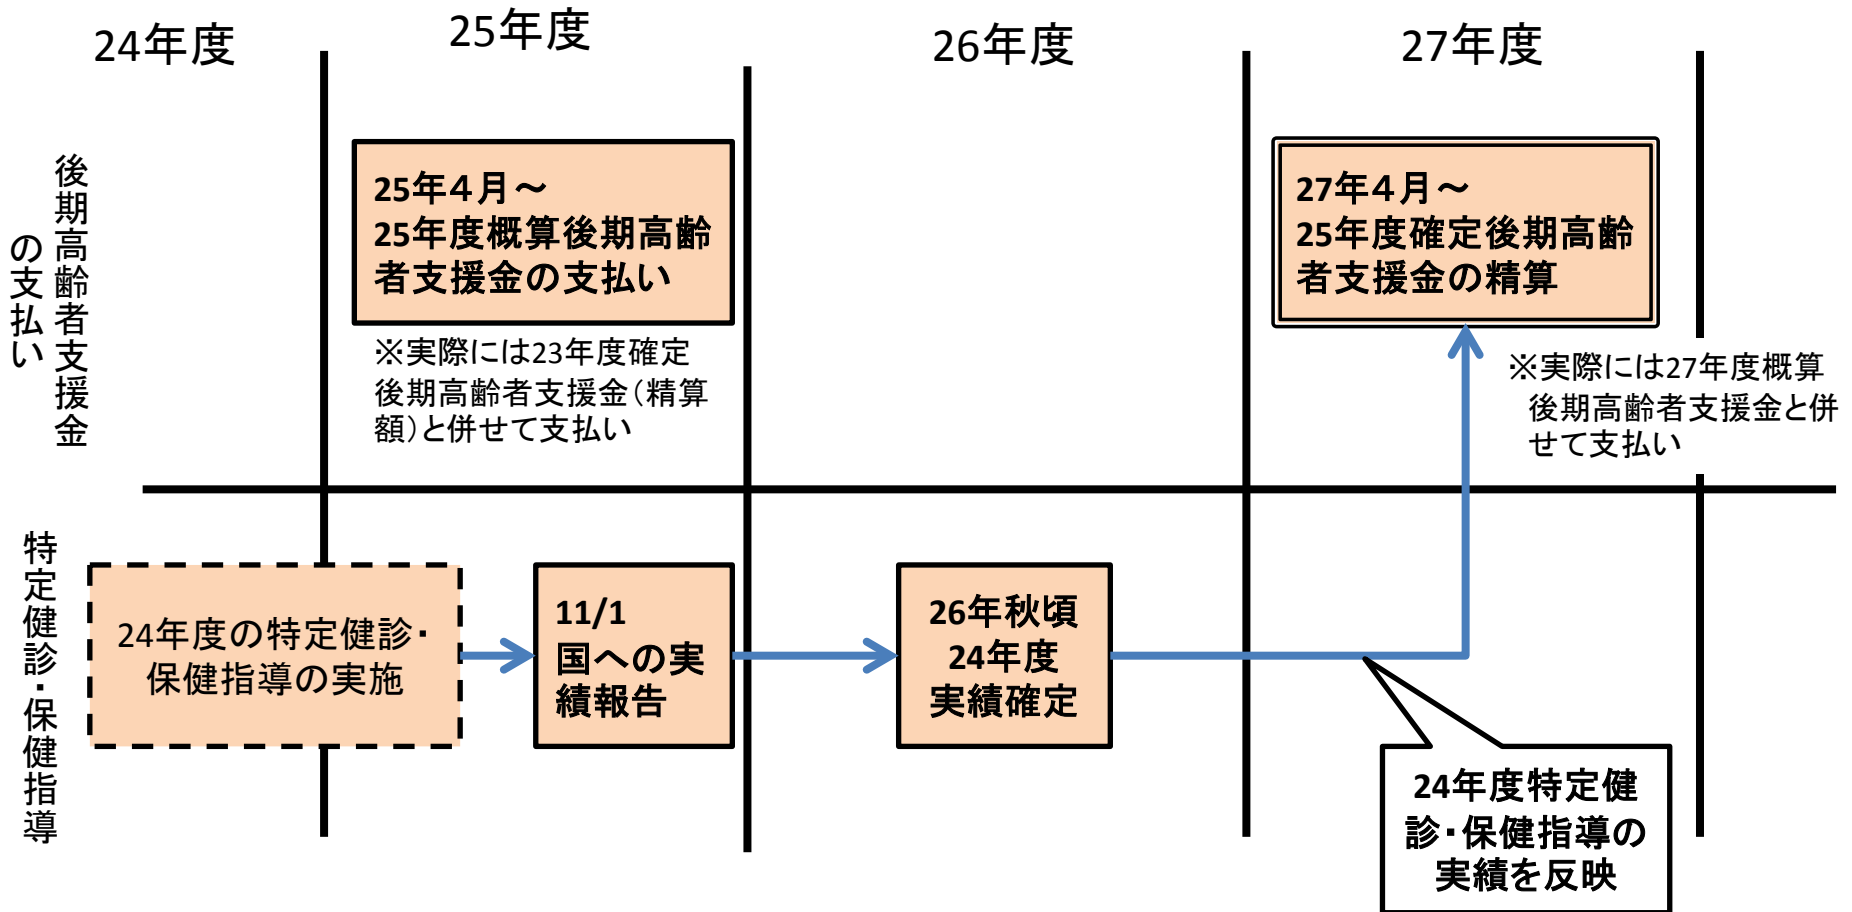 24年度
25年度
26年度
27年度
後期高齢者支援金
の支払い
25年４月～
25年度概算後期高齢
者支援金の支払い
※実際には23年度確定
後期高齢者支援金（精算
額）と併せて支払い
27年４月～
25年度確定後期高齢
者支援金の精算
※実際には27年度概算
後期高齢者支援金と併
せて支払い
特定健診・保健指導
24年度の特定健診・
保健指導の実施
11/1
国への実
績報告
26年秋頃
24年度
実績確定
24年度特定健
診・保健指導の
実績を反映